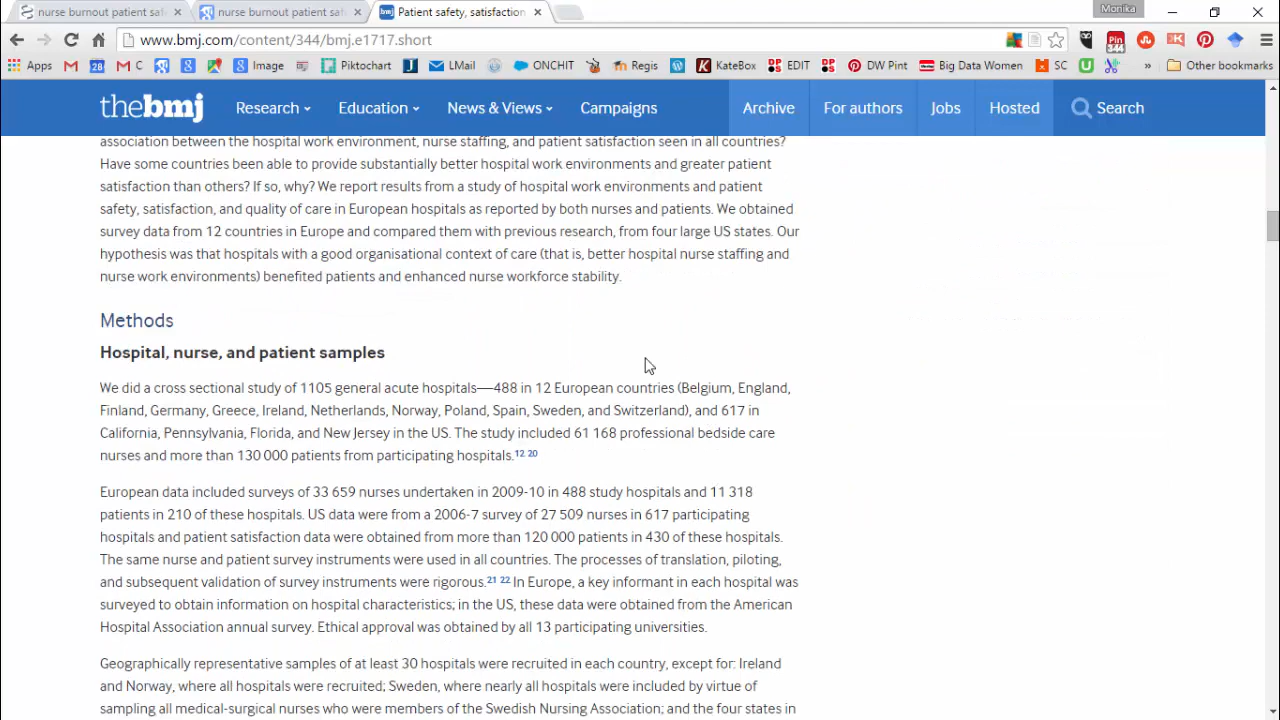 nurse burnout patient saf
nurse burnout patient saf
Patient safety, satisfaction
Monika
www.bmj.com/content/344/bmj.e1717.short
Apps
C
Image
Piktochart
LMail
ONCHIT
Regis
KateBox
EDIT
DW Pint
Big Data Women
SC
»
Other bookmarks
thebmj
Research
Education
News & Views
Campaigns
Archive
For authors
Jobs
Hosted
Search
association between the hospital work environment, nurse staffing, and patient satisfaction seen in all countries?
Have some countries been able to provide substantially better hospital work environments and greater patient
satisfaction than others? If so, why? We report results from a study of hospital work environments and patient
safety, satisfaction, and quality of care in European hospitals as reported by both nurses and patients. We obtained
survey data from 12 countries in Europe and compared them with previous research, from four large US states. Our
hypothesis was that hospitals with a good organisational context of care (that is, better hospital nurse staffing and
nurse work environments) benefited patients and enhanced nurse workforce stability.
Methods
Hospital, nurse, and patient samples
We did a cross sectional study of 1105 general acute hospitals—488 in 12 European countries (Belgium, England,
Finland, Germany, Greece, Ireland, Netherlands, Norway, Poland, Spain, Sweden, and Switzerland), and 617 in
California, Pennsylvania, Florida, and New Jersey in the US. The study included 61 168 professional bedside care
nurses and more than 130 000 patients from participating hospitals.12 20
European data included surveys of 33 659 nurses undertaken in 2009-10 in 488 study hospitals and 11 318
patients in 210 of these hospitals. US data were from a 2006-7 survey of 27 509 nurses in 617 participating
hospitals and patient satisfaction data were obtained from more than 120 000 patients in 430 of these hospitals.
The same nurse and patient survey instruments were used in all countries. The processes of translation, piloting,
and subsequent validation of survey instruments were rigorous.21 22 In Europe, a key informant in each hospital was
surveyed to obtain information on hospital characteristics; in the US, these data were obtained from the American
Hospital Association annual survey. Ethical approval was obtained by all 13 participating universities.
Geographically representative samples of at least 30 hospitals were recruited in each country, except for: Ireland
and Norway, where all hospitals were recruited; Sweden, where nearly all hospitals were included by virtue of
sampling all medical-surgical nurses who were members of the Swedish Nursing Association; and the four states in